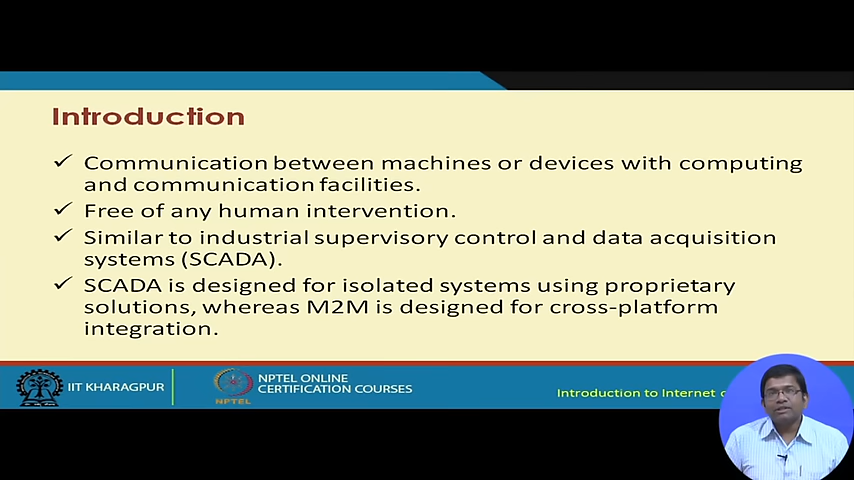 Introduction
✓ Communication between machines or devices with computing
and communication facilities.
✓ Free of any human intervention.
✓ Similar to industrial supervisory control and data acquisition
systems (SCADA).
✓ SCADA is designed for isolated systems using proprietary
solutions, whereas M2M is designed for cross-platform
integration.
IIT KHARAGPUR
NPTEL ONLINE
CERTIFICATION COURSES
NPTEL
Introduction to Internet